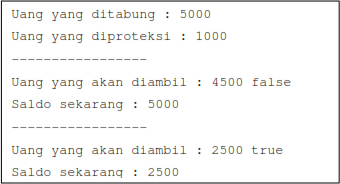 Uang yang ditabung : 5000
Uang yang diproteksi : 1000
-----------------
Uang yang akan diambil : 4500 false
Saldo sekarang : 5000
-----------------
Uang yang akan diambil : 2500 true
Saldo sekarang : 2500